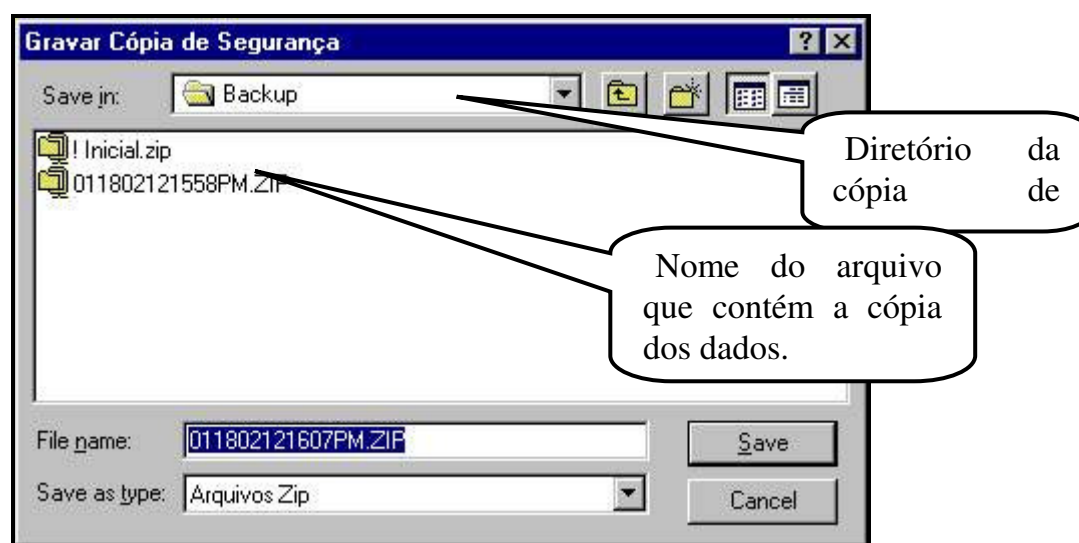 Gravar Cópia de Segurança
Save in: Backup
! Inicial.zip
011802121558PM.ZIP
Diretório da
cópia de
Nome do arquivo
que contém a cópia
dos dados.
File name: 011802121607PM.ZIP
Save
Save as type: Arquivos Zip
Cancel